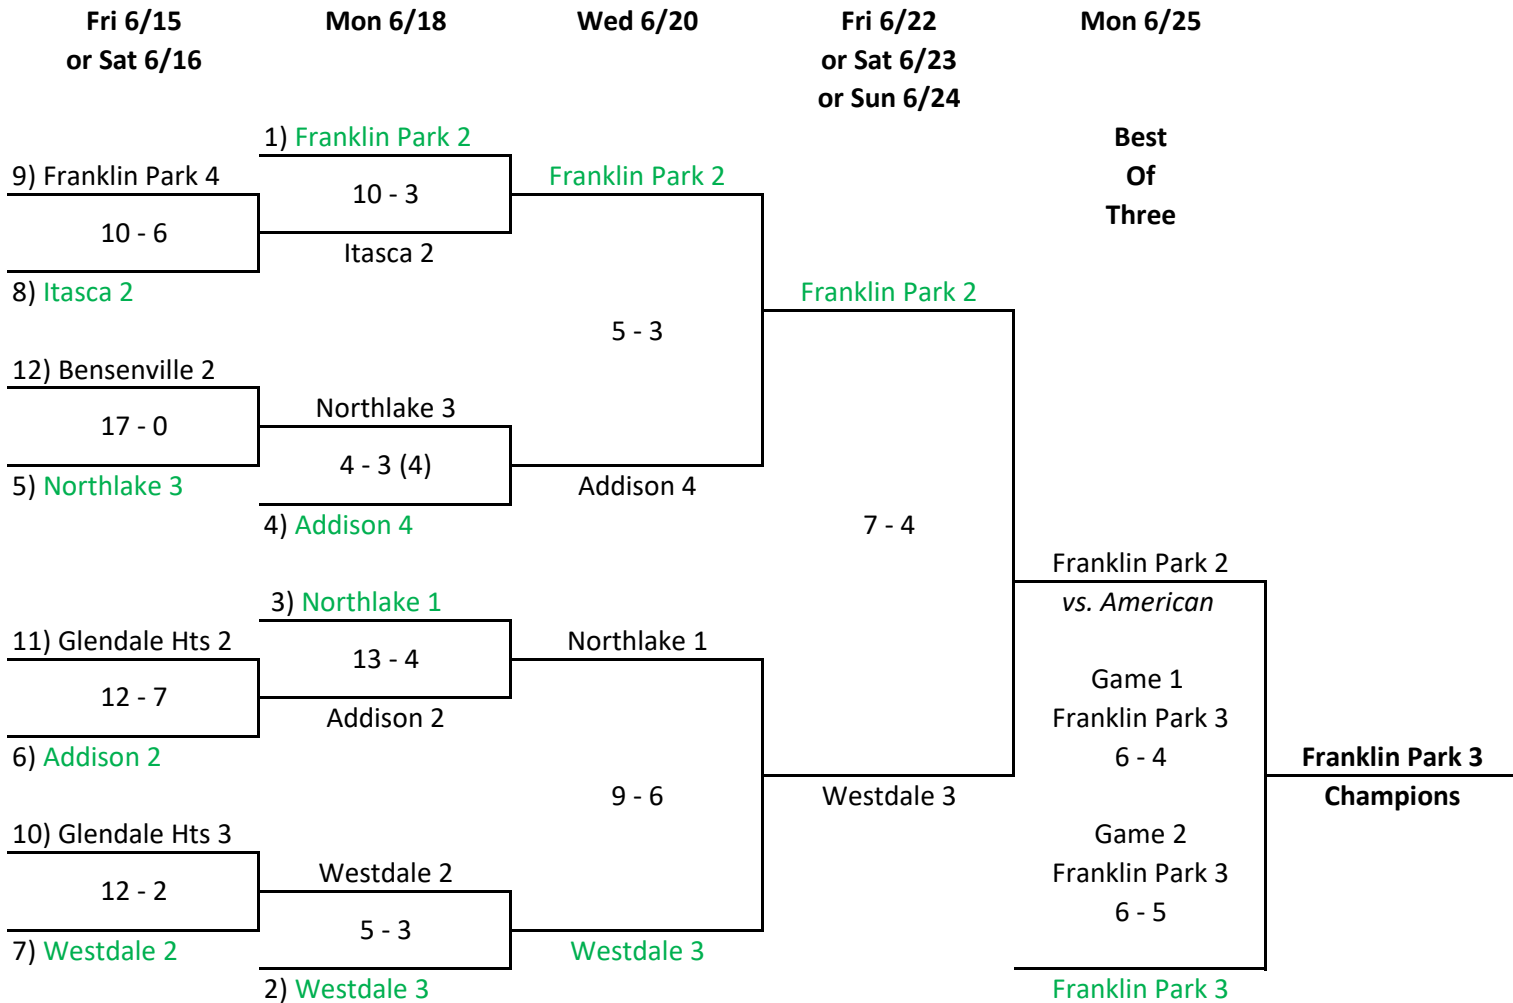 Fri 6/15
or Sat 6/16
Mon 6/18
Wed 6/20
Fri 6/22
or Sat 6/23
or Sun 6/24
Mon 6/25
Best
Of
Three
9) Franklin Park 4
10 - 6
8) Itasca 2
12) Bensenville 2
17 - 0
5) Northlake 3
11) Glendale Hts 2
12 - 7
6) Addison 2
10) Glendale Hts 3
12 - 2
7) Westdale 2
1) Franklin Park 2
10 - 3
Itasca 2
Northlake 3
4 - 3 (4)
4) Addison 4
3) Northlake 1
13 - 4
Addison 2
Westdale 2
5 - 3
2) Westdale 3
Franklin Park 2
5 - 3
Addison 4
Northlake 1
9 - 6
Westdale 3
Franklin Park 2
7 - 4
Westdale 3
Franklin Park 2
vs. American
Game 1
Franklin Park 3
6 - 4
Game 2
Franklin Park 3
6 - 5
Franklin Park 3
Franklin Park 3
Champions